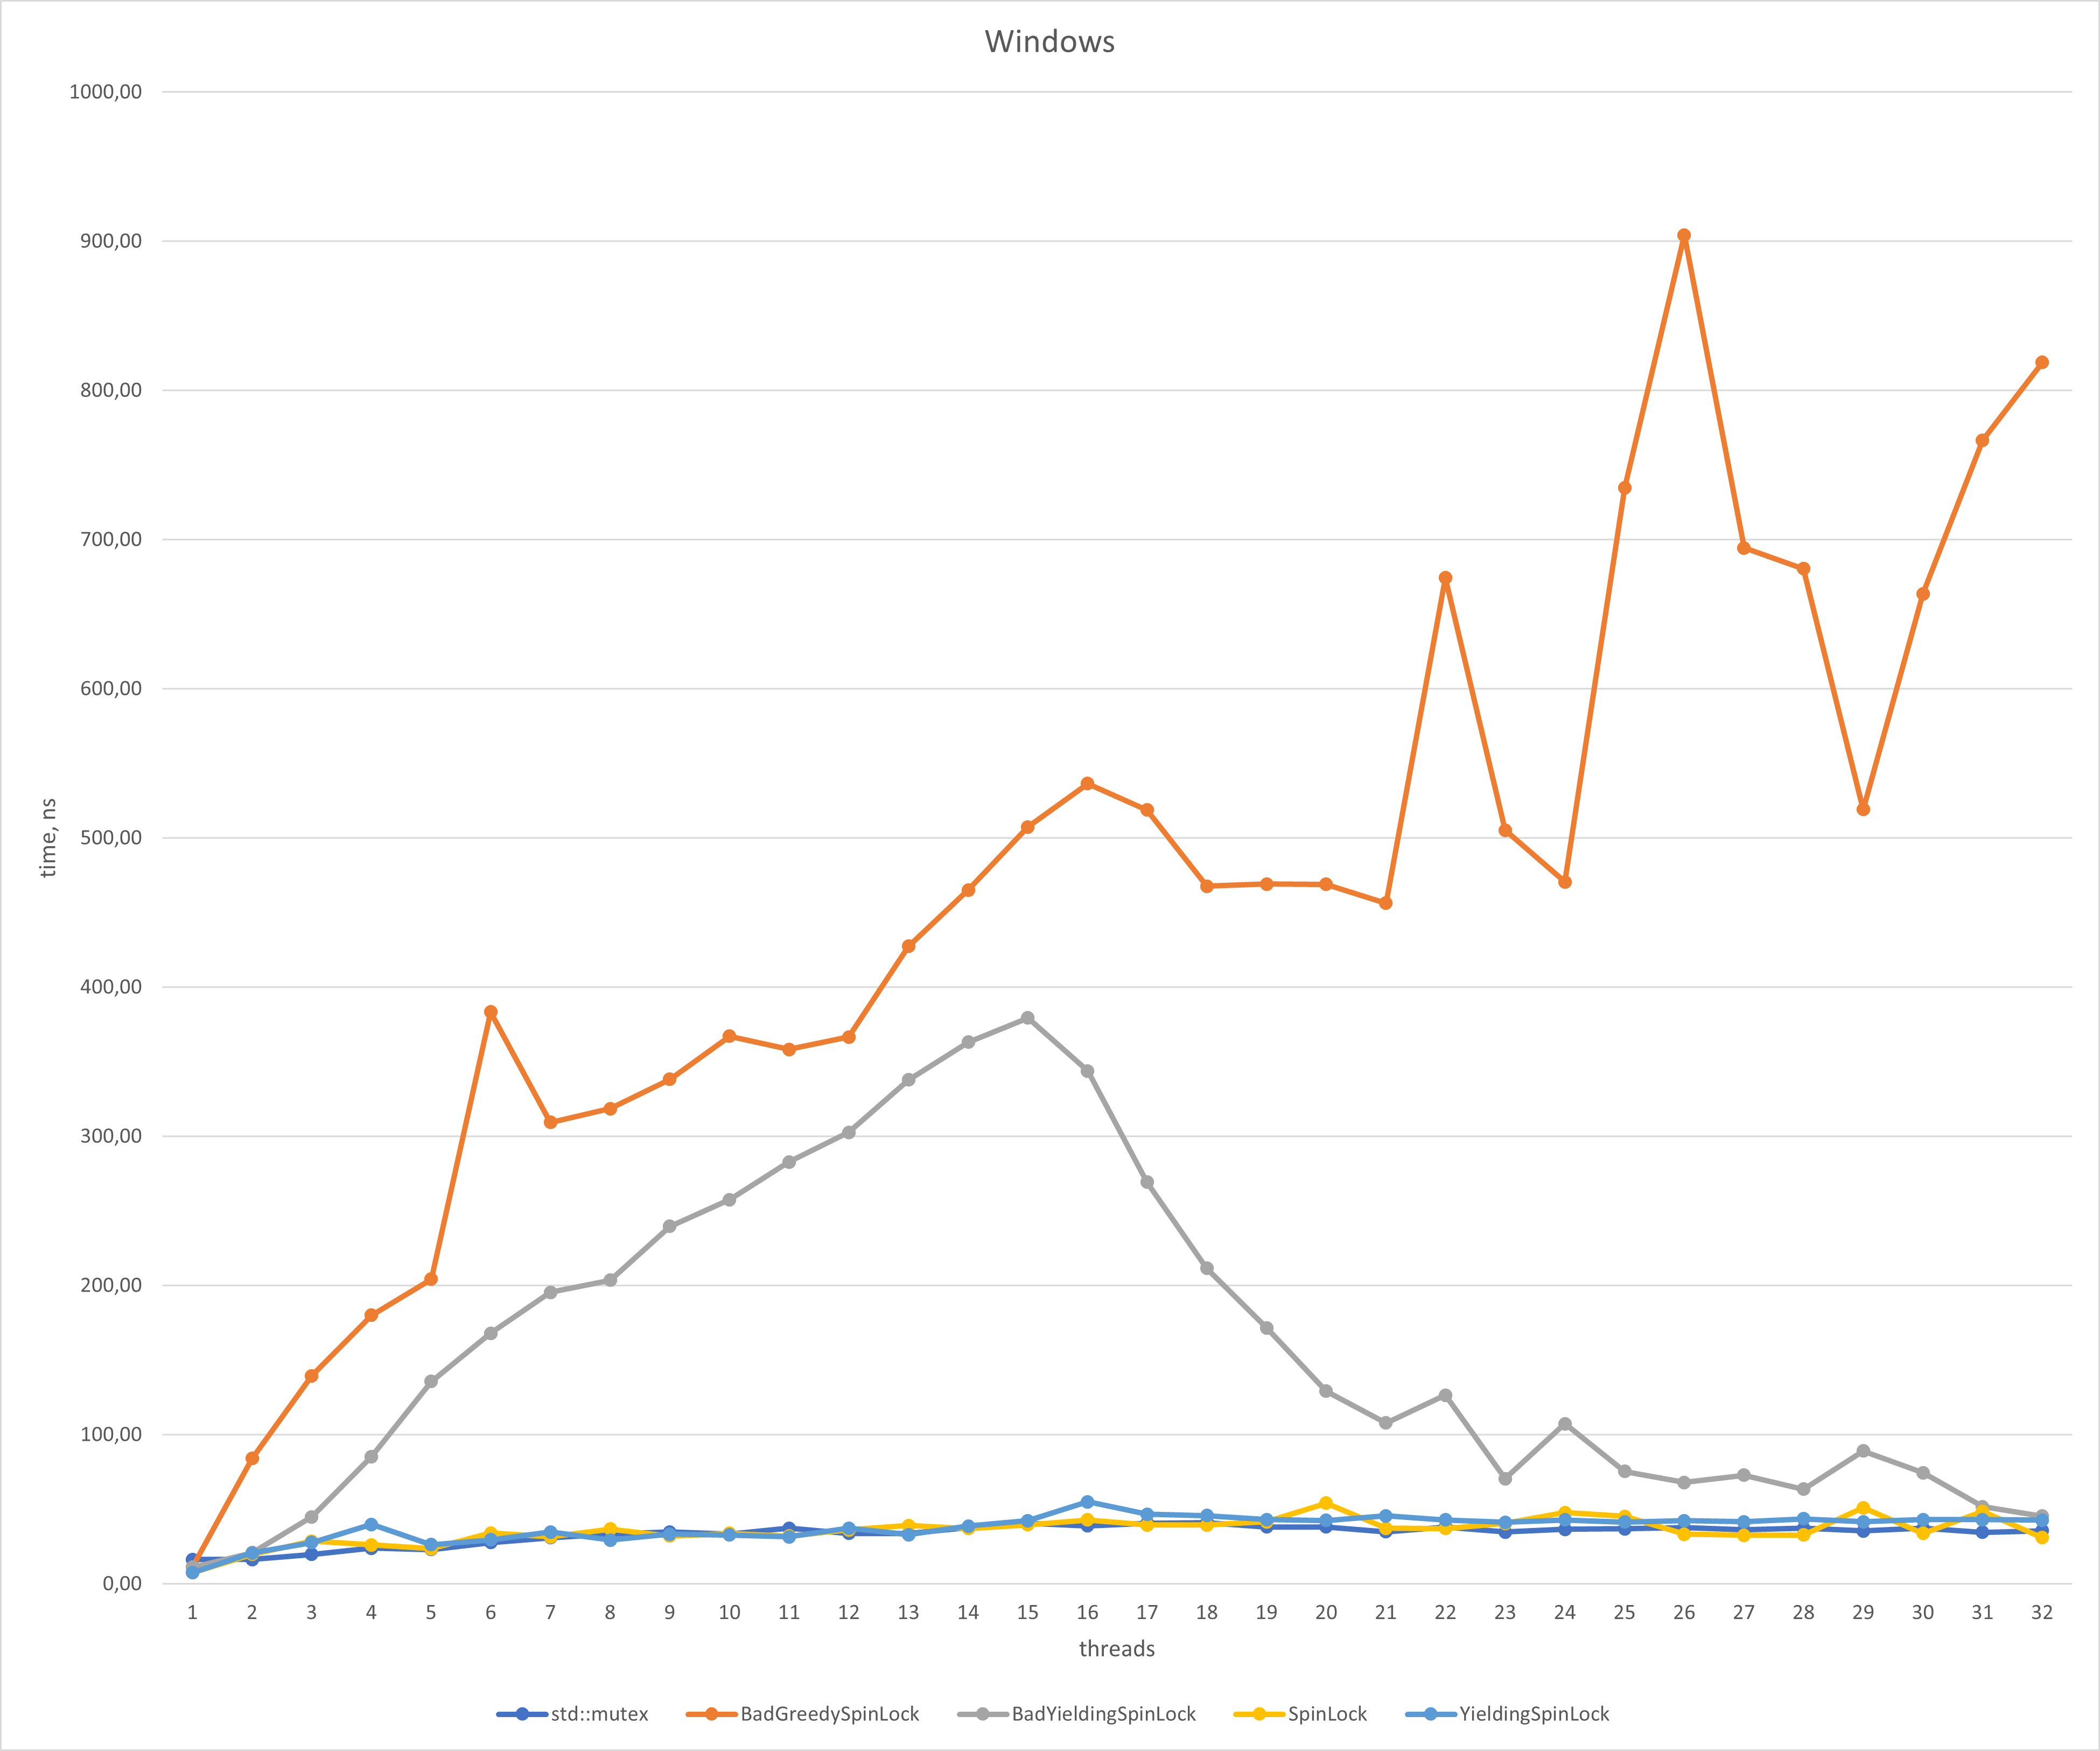 Windows
1000,00
900,00
800,00
700,00
600,00
500,00
400,00
300,00
200,00
100,00
0,00
time, ns
1 2 3 4 5 6 7 8 9 10 11 12 13 14 15 16 17 18 19 20 21 22 23 24 25 26 27 28 29 30 31 32
threads
std::mutex BadGreedySpinLock BadYieldingSpinLock SpinLock YieldingSpinLock